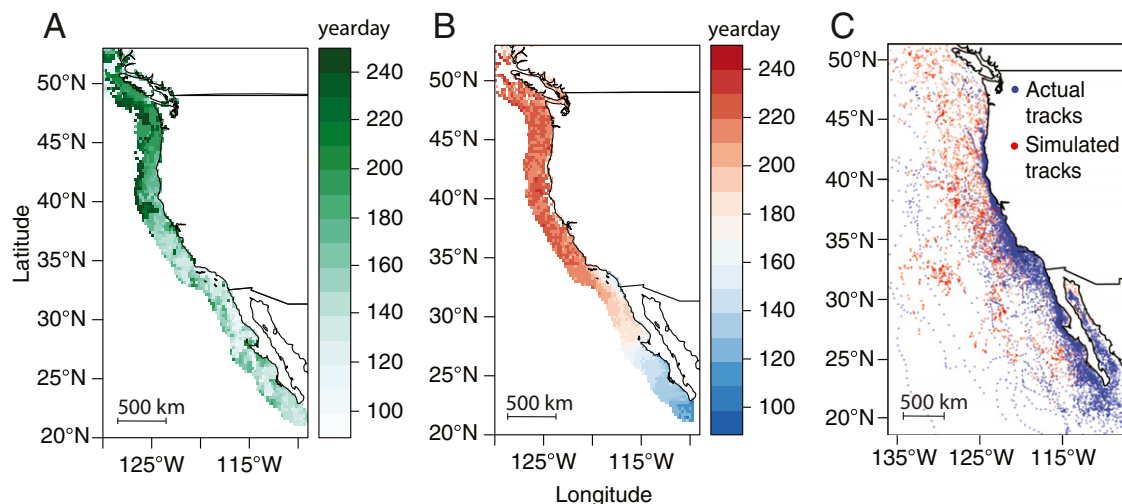 A
yearday
50°N
45°N
40°N
35°N
30°N
25°N
20°N
Latitude
500 km
125°W
115°W
240
220
200
180
160
140
120
100
B
yearday
50°N
45°N
40°N
35°N
30°N
25°N
20°N
500 km
125°W
115°W
Longitude
240
220
200
180
160
140
120
100
C
50°N
45°N
40°N
35°N
30°N
25°N
20°N
Actual
tracks
Simulated
tracks
500 km
135°W
125°W
115°W